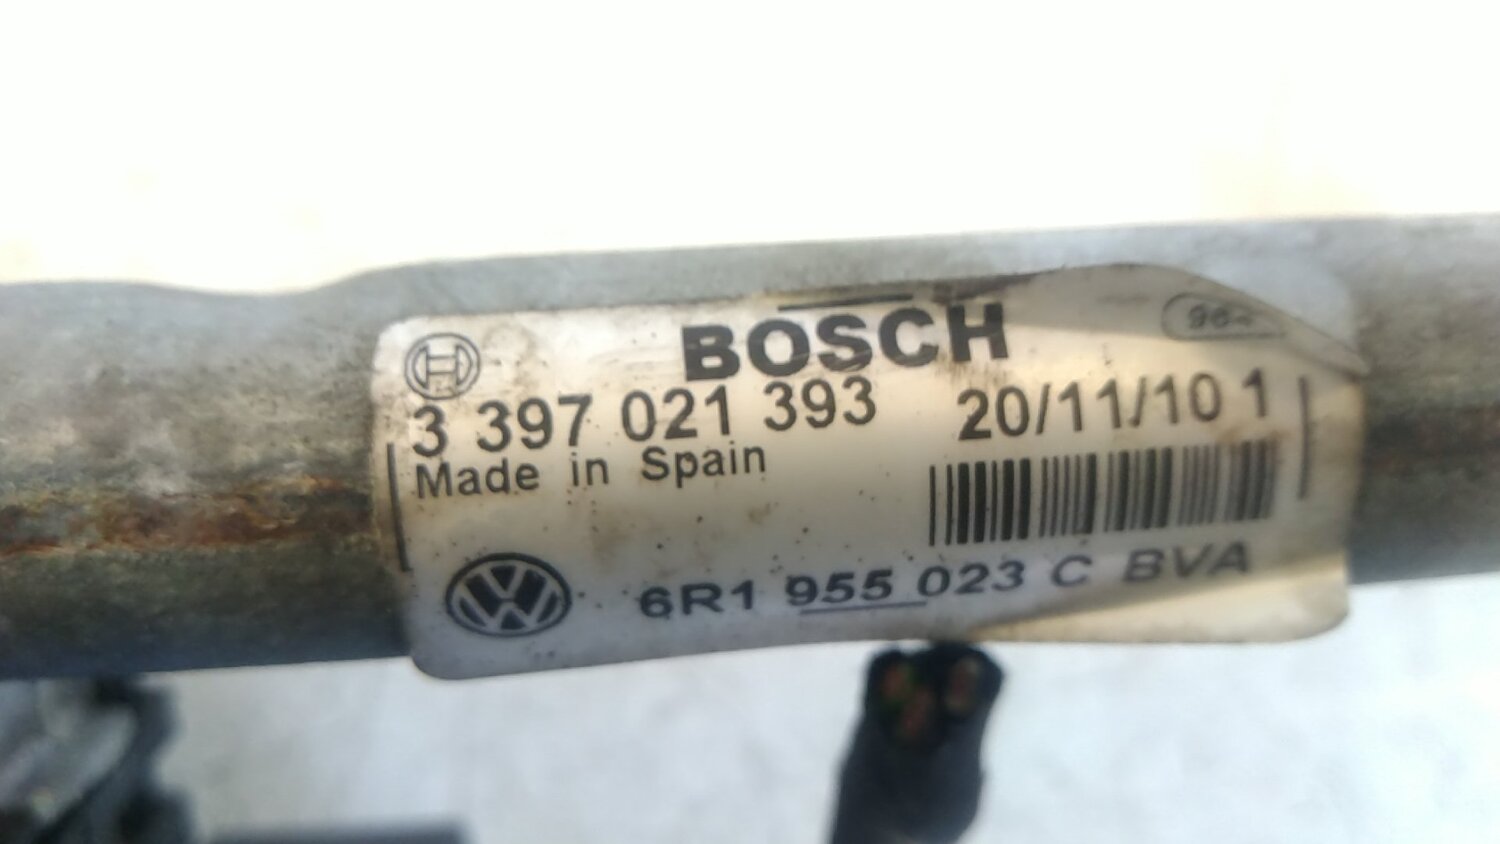 BOSCH
3 397 021 393 20/11/10 1
Made in Spain
6R1 955 023 C BVA